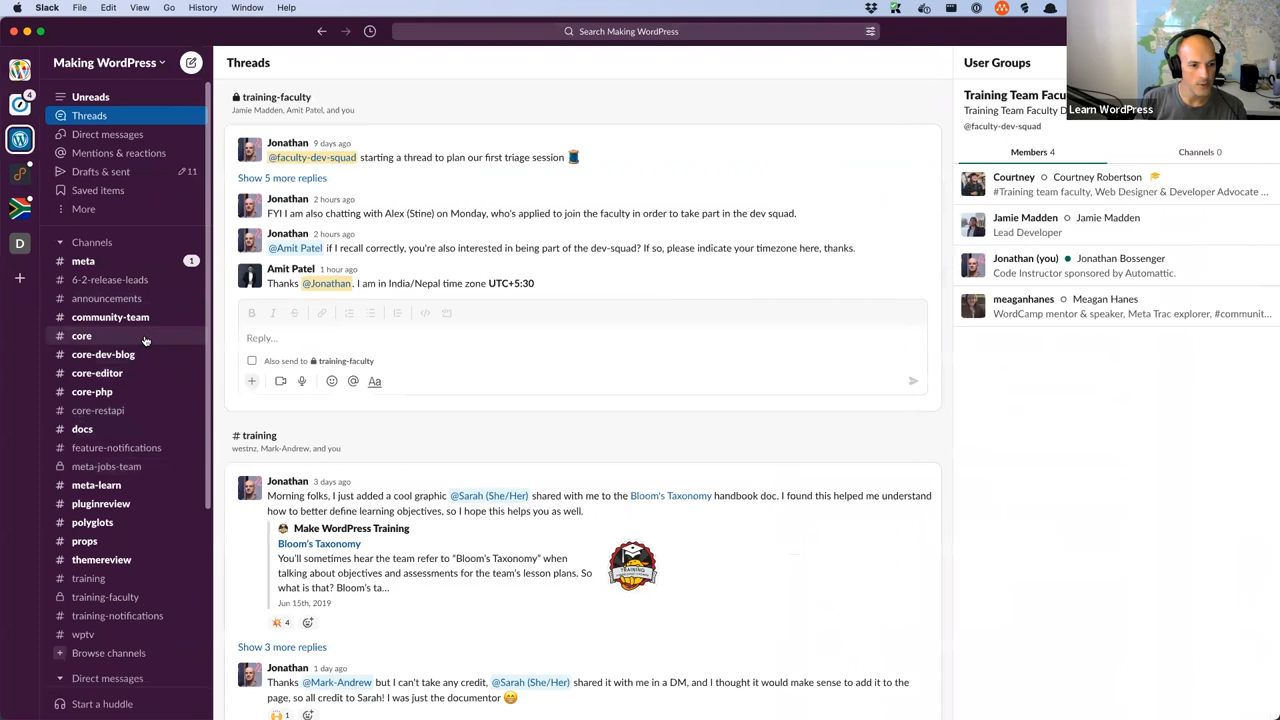 Slack File Edit View Go History
Search Making WordPress
Making WordPress
4
Unreads
Threads
Direct messages
Mentions & reactions
Drafts & sent 11
Saved items
More
D
Channels
meta 1
6-2-release-leads
announcements
community-team
core
core-dev-blog
core-editor
core-php
core-restapi
docs
feature-notifications
meta-jobs-team
meta-learn
pluginreview
polyglots
props
themereview
training
training-faculty
training-notifications
wptv
Browse channels
Direct messages
Start a huddle
Threads
training-faculty
Jamie Madden, Amit Patel, and you
Jonathan 9 days ago
@faculty-dev-squad starting a thread to plan our first triage session
Show 5 more replies
Jonathan 2 hours ago
FYI I am also chatting with Alex (Stine) on Monday, who's applied to join the faculty in order to take part in the dev squad.
Jonathan 2 hours ago
@Amit Patel if I recall correctly, you're also interested in being part of the dev-squad? If so, please indicate your timezone here, thanks.
Amit Patel 1 hour ago
Thanks @Jonathan. I am in India/Nepal time zone UTC+5:30
B I S
Reply...
Also send to training-faculty
Aa
# training
westnz, Mark-Andrew, and you
Jonathan 3 days ago
Morning folks, I just added a cool graphic @Sarah (She/Her) shared with me to the Bloom's Taxonomy handbook doc. I found this helped me understand
how to better define learning objectives, so I hope this helps you as well.
Make WordPress Training
Bloom's Taxonomy
You'll sometimes hear the team refer to "Bloom's Taxonomy" when
talking about objectives and assessments for the team's lesson plans. So
what is that? Bloom's ta...
Jun 15th, 2019
TRAINING
4
Show 3 more replies
Jonathan 1 day ago
Thanks @Mark-Andrew but I can't take any credit, @Sarah (She/Her) shared it with me in a DM, and I thought it would make sense to add it to the
page, so all credit to Sarah! I was just the documentor
1
User Groups
Training Team Facu
Training Team Faculty D
@faculty-dev-squad
Learn WordPress
Members 4
Channels 0
Courtney Courtney Robertson
#Training team faculty, Web Designer & Developer Advocate ...
Jamie Madden Jamie Madden
Lead Developer
Jonathan (you) Jonathan Bossenger
Code Instructor sponsored by Automattic.
meaganhanes Meagan Hanes
WordCamp mentor & speaker, Meta Trac explorer, #communit...